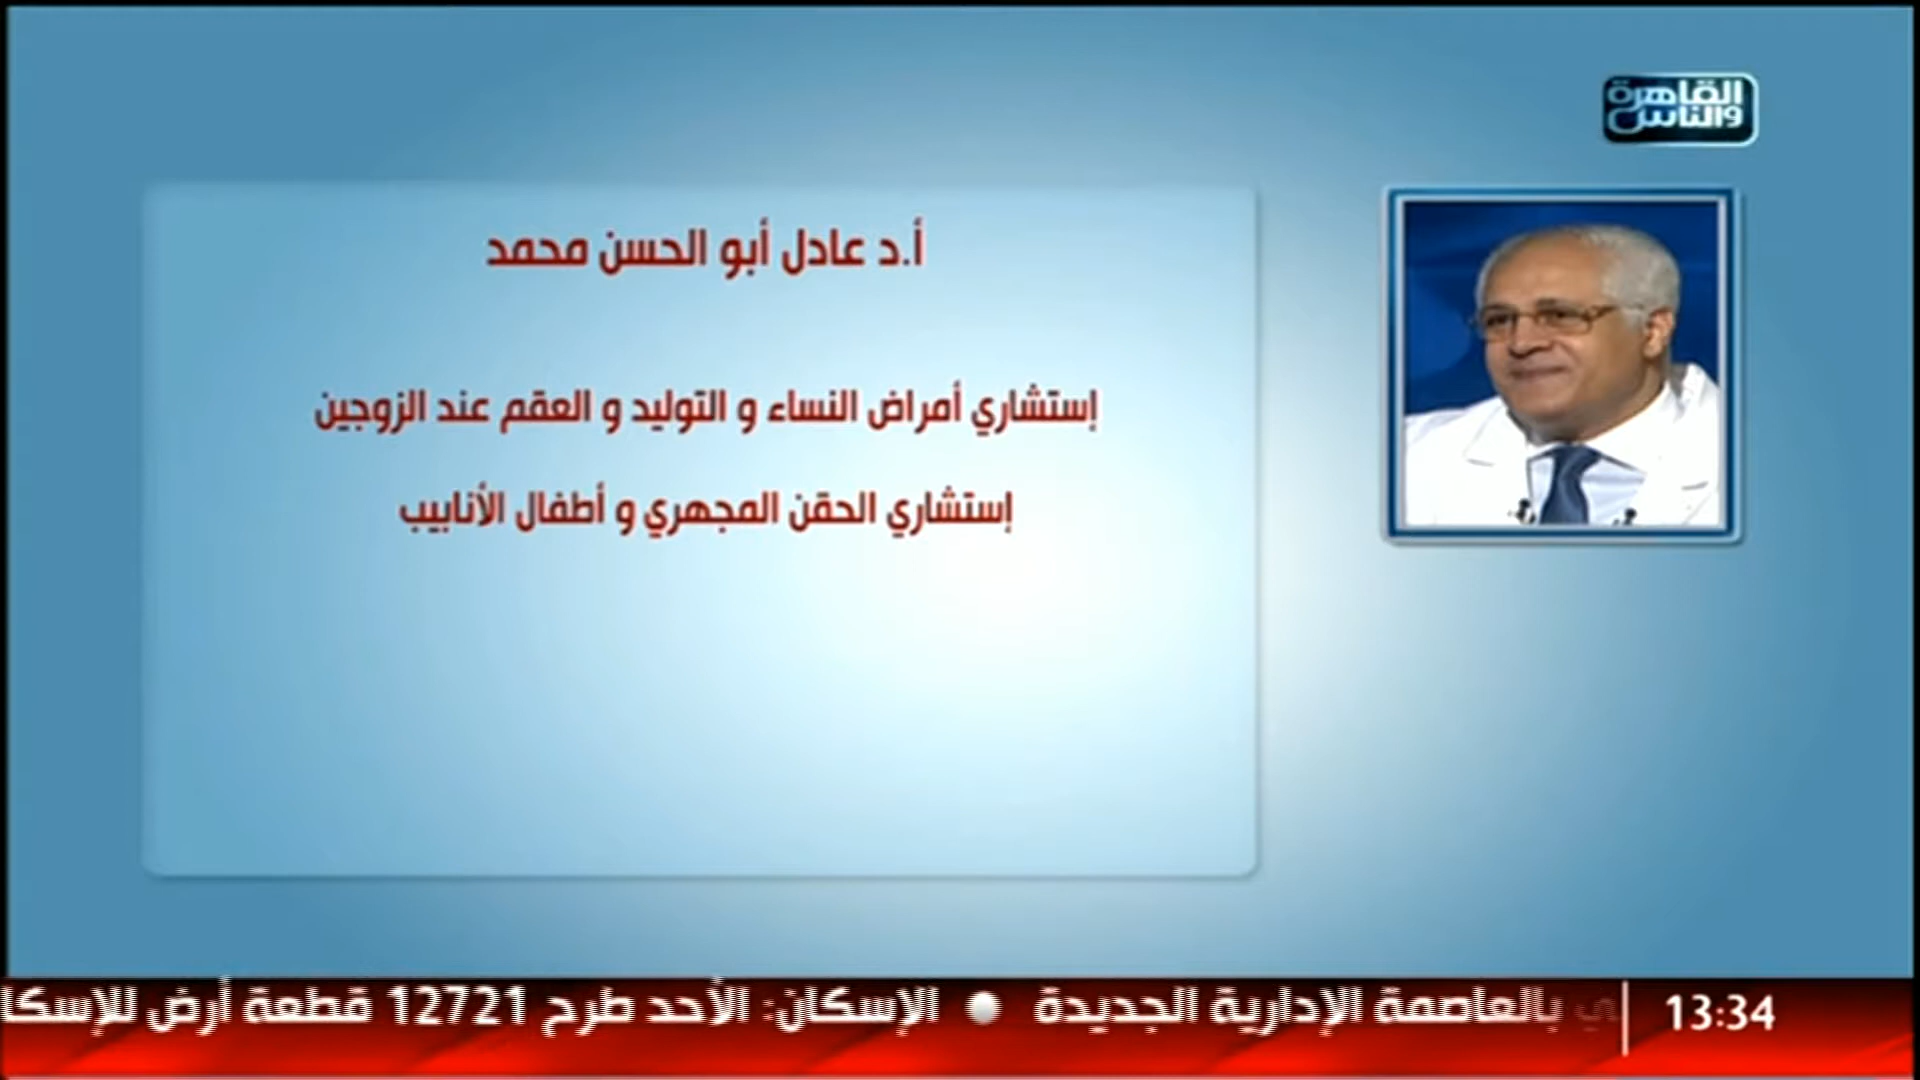 القاهرة
والناس
أ.د عادل أبو الحسن محمد
إستشاري أمراض النساء و التوليد و العقم عند الزوجين
إستشاري الحقن المجهري و أطفال الأنابيب
13:34
بالعاصمة الإدارية الجديدة ● الإسكان: الأحد طرح 12721 قطعة أرض للإسكا